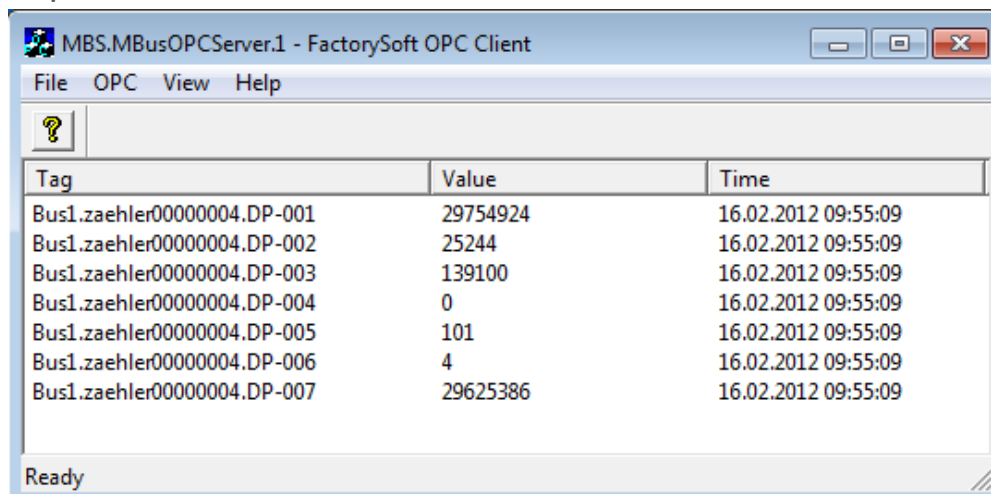 MBS.MBusOPCServer.1 - FactorySoft OPC Client
File OPC View Help
Tag Value Time
Bus1.zaehler00000004.DP-001 29754924 16.02.2012 09:55:09
Bus1.zaehler00000004.DP-002 25244 16.02.2012 09:55:09
Bus1.zaehler00000004.DP-003 139100 16.02.2012 09:55:09
Bus1.zaehler00000004.DP-004 0 16.02.2012 09:55:09
Bus1.zaehler00000004.DP-005 101 16.02.2012 09:55:09
Bus1.zaehler00000004.DP-006 4 16.02.2012 09:55:09
Bus1.zaehler00000004.DP-007 29625386 16.02.2012 09:55:09
Ready